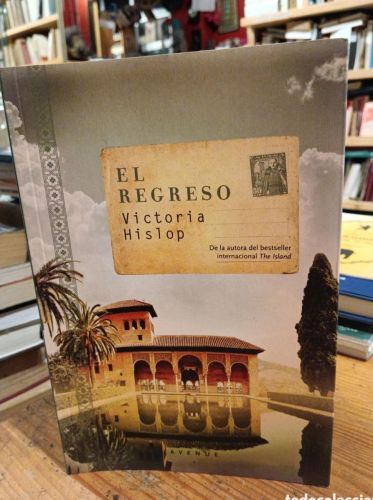 EL
REGRESO
Victoria
Hislop
De la autora del bestseller
internacional The Island
AVENUE